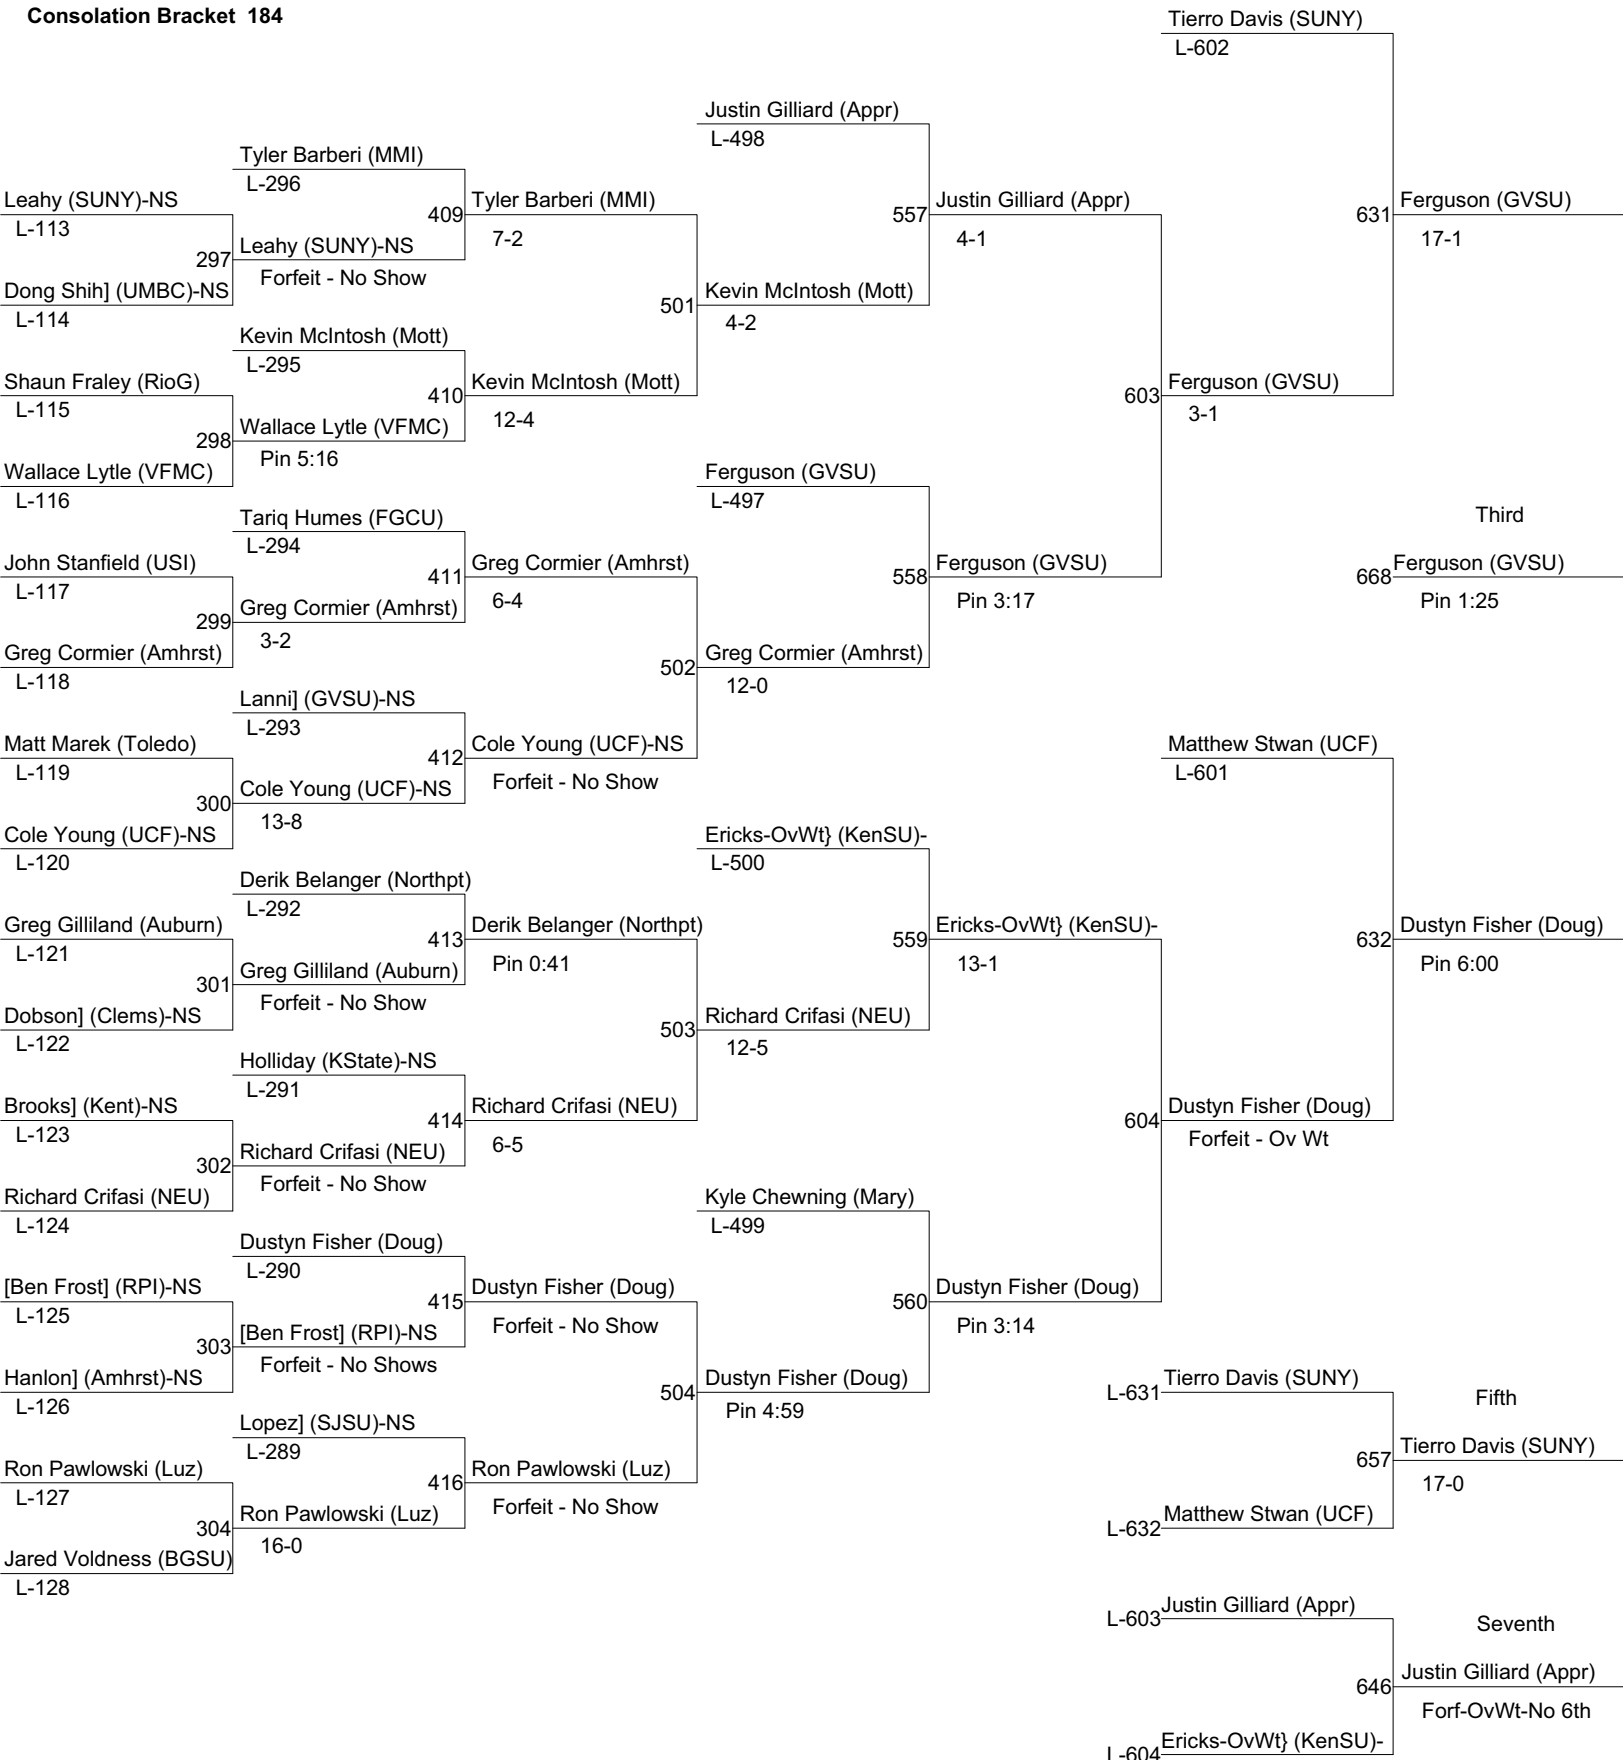 Consolation Bracket 184
Tierro Davis (SUNY)
L-602
Justin Gilliard (Appr)
L-498
Tyler Barberi (MMI)
L-296
Leahy (SUNY)-NS
409
Tyler Barberi (MMI)
557
Justin Gilliard (Appr)
631
Ferguson (GVSU)
L-113
7-2
4-1
17-1
Leahy (SUNY)-NS
297
Forfeit - No Show
Dong Shih] (UMBC)-NS
501
Kevin McIntosh (Mott)
L-114
4-2
Kevin McIntosh (Mott)
L-295
Shaun Fraley (RioG)
410
Kevin McIntosh (Mott)
603
Ferguson (GVSU)
L-115
12-4
3-1
Wallace Lytle (VFMC)
298
Pin 5:16
Wallace Lytle (VFMC)
Ferguson (GVSU)
L-116
L-497
Tariq Humes (FGCU)
Third
L-294
John Stanfield (USI)
411
Greg Cormier (Amhrst)
558
Ferguson (GVSU)
668
Ferguson (GVSU)
L-117
6-4
Pin 3:17
Pin 1:25
Greg Cormier (Amhrst)
299
3-2
Greg Cormier (Amhrst)
502
Greg Cormier (Amhrst)
L-118
12-0
Lanni] (GVSU)-NS
L-293
Matt Marek (Toledo)
412
Cole Young (UCF)-NS
Matthew Stwan (UCF)
L-119
Forfeit - No Show
L-601
Cole Young (UCF)-NS
300
13-8
Cole Young (UCF)-NS
Ericks-OvWt} (KenSU)-
L-120
L-500
Derik Belanger (Northpt)
L-292
Greg Gilliland (Auburn)
413
Derik Belanger (Northpt)
559
Ericks-OvWt} (KenSU)-
632
Dustyn Fisher (Doug)
L-121
Pin 0:41
13-1
Pin 6:00
Greg Gilliland (Auburn)
301
Forfeit - No Show
Dobson] (Clems)-NS
503
Richard Crifasi (NEU)
L-122
12-5
Holliday (KState)-NS
L-291
Brooks] (Kent)-NS
414
Richard Crifasi (NEU)
604
Dustyn Fisher (Doug)
L-123
6-5
Forfeit - Ov Wt
Richard Crifasi (NEU)
302
Forfeit - No Show
Richard Crifasi (NEU)
Kyle Chewning (Mary)
L-124
L-499
Dustyn Fisher (Doug)
L-290
[Ben Frost] (RPI)-NS
415
Dustyn Fisher (Doug)
560
Dustyn Fisher (Doug)
L-125
Forfeit - No Show
Pin 3:14
[Ben Frost] (RPI)-NS
303
Forfeit - No Shows
Hanlon] (Amhrst)-NS
504
Dustyn Fisher (Doug)
L-631
Tierro Davis (SUNY)
L-126
Pin 4:59
Fifth
Lopez] (SJSU)-NS
L-289
657
Tierro Davis (SUNY)
Ron Pawlowski (Luz)
416
Ron Pawlowski (Luz)
17-0
L-127
Forfeit - No Show
Ron Pawlowski (Luz)
L-632
Matthew Stwan (UCF)
304
16-0
Jared Voldness (BGSU)
L-128
L-603
Justin Gilliard (Appr)
Seventh
646
Justin Gilliard (Appr)
Forf-OvWt-No 6th
L-604
Ericks-OvWt} (KenSU)-